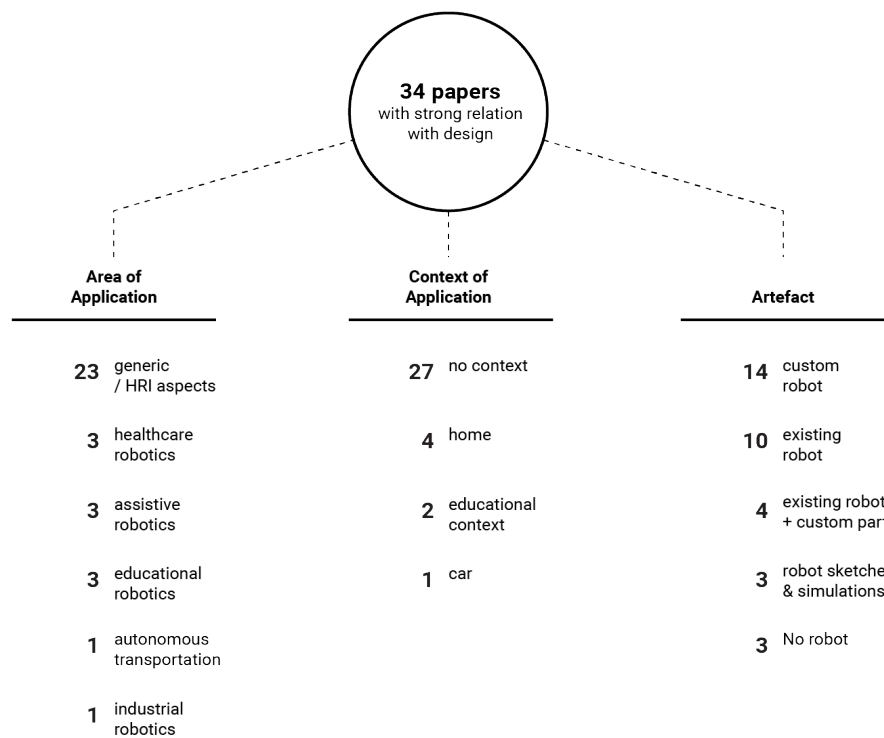 34 papers
with strong relation
with design
Area of
Application
23 generic
/ HRI aspects
3 healthcare
robotics
3 assistive
robotics
3 educational
robotics
1 autonomous
transportation
1 industrial
robotics
Context of
Application
27 no context
4 home
2 educational
context
1 car
Artefact
14 custom
robot
10 existing
robot
4 existing robot
+ custom par
3 robot sketche
& simulations
3 No robot